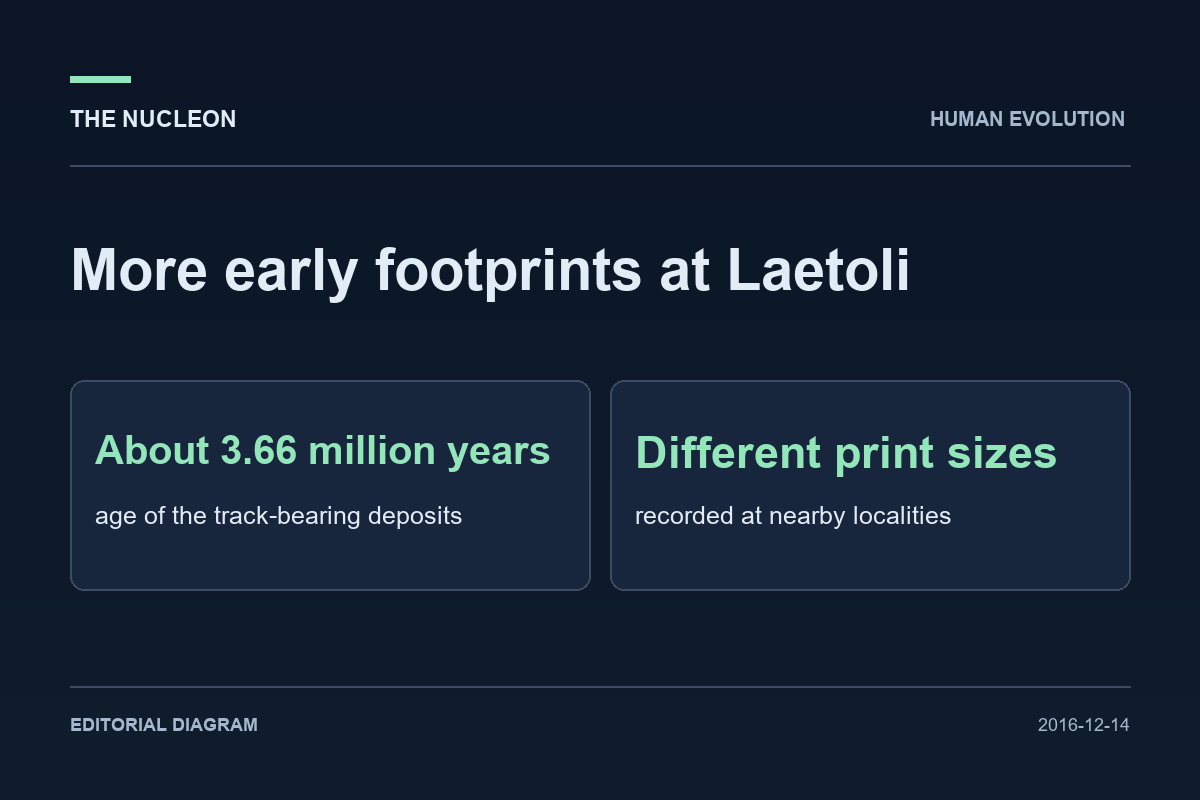 THE NUCLEON
HUMAN EVOLUTION
More early footprints at Laetoli
About 3.66 million years
age of the track-bearing deposits
Different print sizes
recorded at nearby localities
EDITORIAL DIAGRAM
2016-12-14